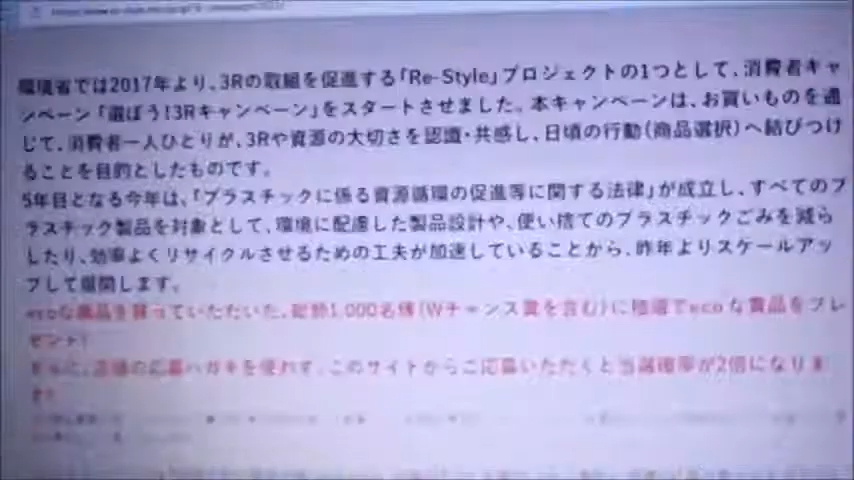 環境省では2017年より、3Rの取組を促進する「Re-Style」プロジェクトの1つとして、消費者キャ
ンペーン「選ぼう!3Rキャンペーン」をスタートさせました。本キャンペーンは、お買いものを通
じて、消費者一人ひとりが、3Rや資源の大切さを認識・共感し、日頃の行動(商品選択)へ結びつけ
ることを目的としたものです。
5年目となる今年は、「プラスチックに係る資源循環の促進等に関する法律」が成立し、すべてのプ
ラスチック製品を対象として、環境に配慮した製品設計や、使い捨てのプラスチックごみを減ら
したり、効率よくリサイクルさせるための工夫が加速していることから、昨年よりスケールアッ
プして展開します。
ecoな商品を買っていただいた、総勢1,000名様(Wチャンス賞を含む)に抽選でecoな賞品をプレ
ゼント!
さらに、店頭の応募ハガキを使わず、このサイトからご応募いただくと当選確率が2倍になりま
す!